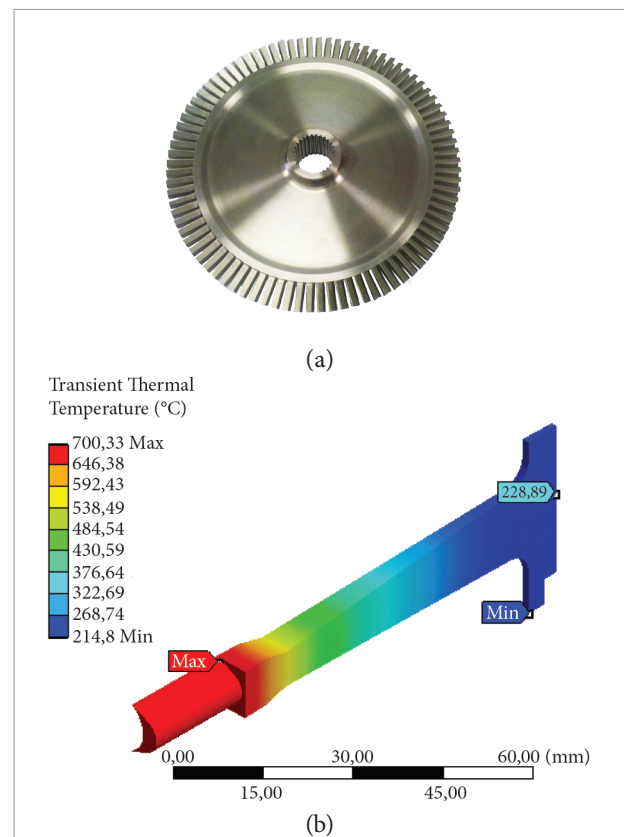 (a)
Transient Thermal
Temperature (°C)
700,33 Max
646,38
592,43
538,49
484,54
430,59
376,64
322,69
268,74
214,8 Min
228,89
Min
Max
0,00 30,00 60,00 (mm)
15,00 45,00
(b)